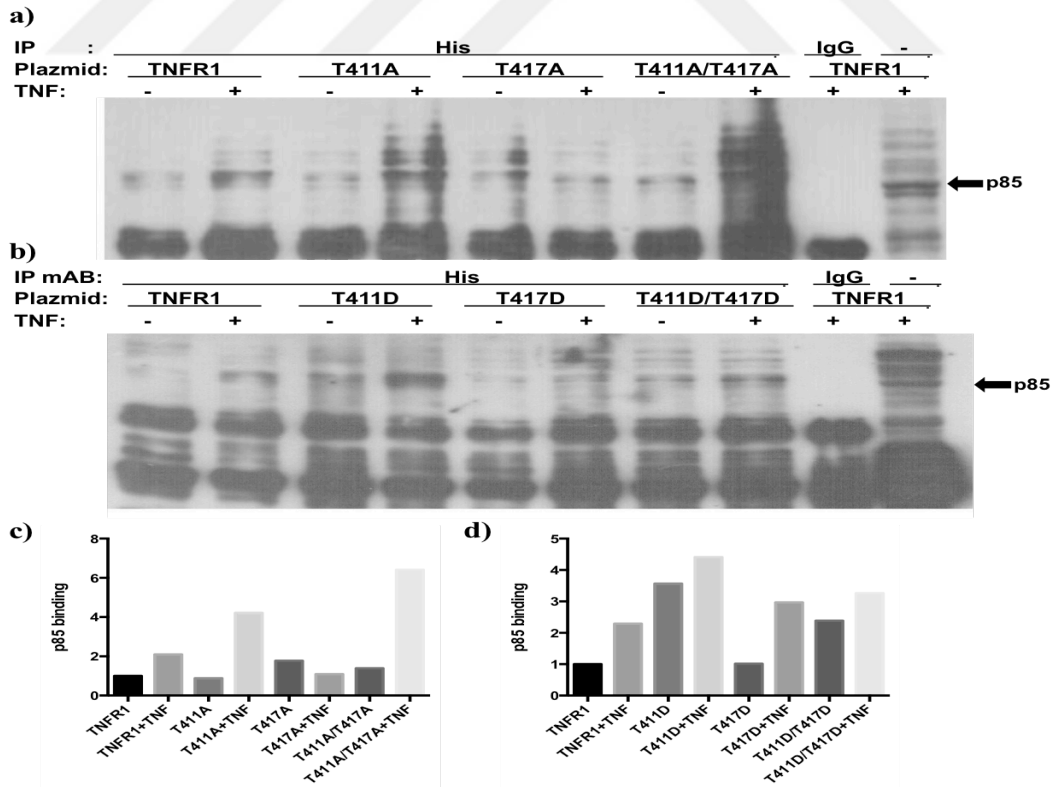 a)
IP : His IgG -
Plazmid: TNFR1 T411A T417A T411A/T417A TNFR1
TNF: - + - + - + - + + +
p85
b)
IP mAB: His IgG -
Plazmid: TNFR1 T411D T417D T411D/T417D TNFR1
TNF: - + - + - + - + + +
p85
c)
8
6
4
2
0
p85 binding
TNFR1
TNFR1+TNF
T411A
T411A+TNF
T417A
T417A+TNF
T411A/T417A
T411A/T417A+TNF
d)
5
4
3
2
1
0
p85 binding
TNFR1
TNFR1+TNF
T411D
T411D+TNF
T417D
T417D+TNF
T411D/T417D
T411D/T417D+TNF